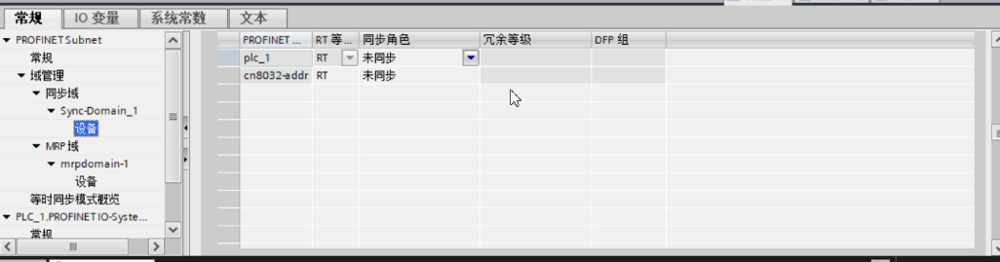 常规 IO 变量 系统常数 文本
PROFINET Subnet
常规
域管理
同步域
Sync-Domain_1
设备
MRP 域
mrpdomain-1
设备
等时同步模式概览
PLC_1.PROFINET IO-Syste...
常规
PROFINET ... RT 等... 同步角色 冗余等级 DFP 组
plc_1 RT 未同步
cn8032-addr RT 未同步